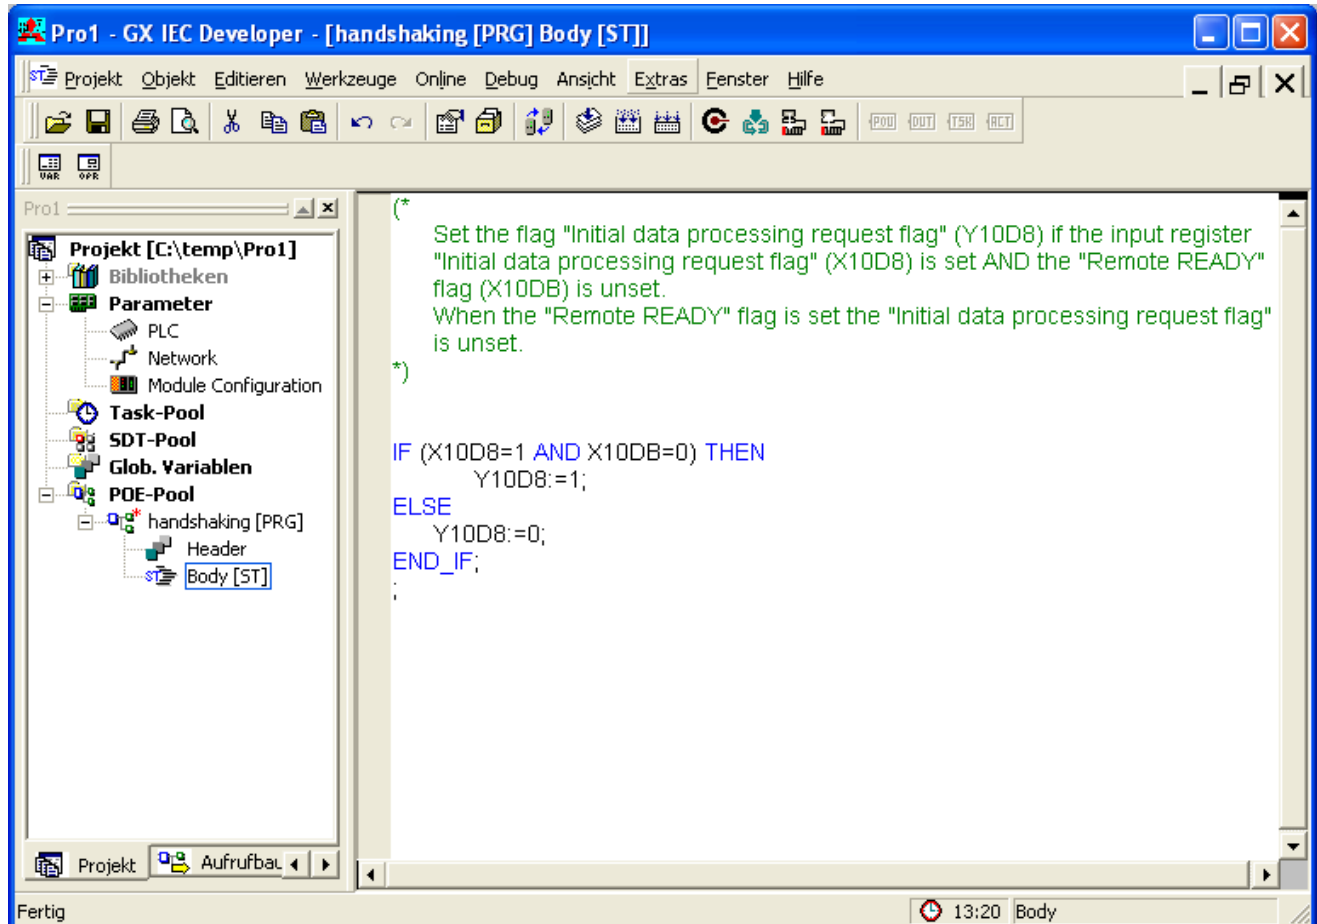 Pro1 - GX IEC Developer - [handshaking [PRG] Body [ST]]
ST Projekt Objekt Editieren Werkzeuge Online Debug Ansicht Extras Fenster Hilfe
POU DUT TSK ACT
VAR OPR
Pro1
Projekt [C:\temp\Pro1]
Bibliotheken
Parameter
PLC
Network
Module Configuration
Task-Pool
SDT-Pool
Glob. Variablen
POE-Pool
handshaking [PRG]
Header
ST Body [ST]
Projekt Aufrufbau
(*
Set the flag "Initial data processing request flag" (Y10D8) if the input register
"Initial data processing request flag" (X10D8) is set AND the "Remote READY"
flag (X10DB) is unset.
When the "Remote READY" flag is set the "Initial data processing request flag"
is unset.
*)
IF (X10D8=1 AND X10DB=0) THEN
Y10D8:=1;
ELSE
Y10D8:=0;
END_IF;
;
Fertig
13:20 Body